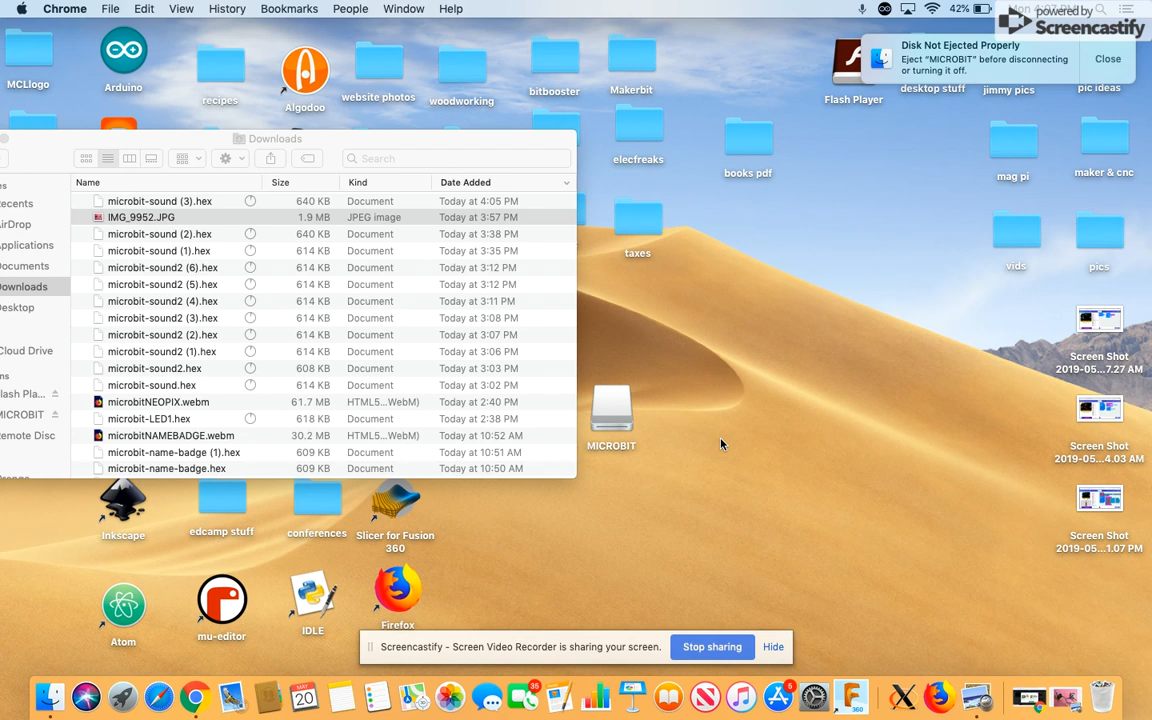 Chrome File Edit View History Bookmarks People Window Help
42%
powered by
Screencastify
Disk Not Ejected Properly
Eject “MICROBIT” before disconnecting
or turning it off.
Close
MCLlogo
Arduino
recipes
Algodoo
website photos
woodworking
bitbooster
Makerbit
Flash Player
desktop stuff
jimmy pics
pic ideas
elecfreaks
books pdf
mag pi
maker & cnc
taxes
vids
pics
Downloads
Search
Name Size Kind Date Added
microbit-sound (3).hex 640 KB Document Today at 4:05 PM
IMG_9952.JPG 1.9 MB JPEG image Today at 3:57 PM
microbit-sound (2).hex 640 KB Document Today at 3:38 PM
microbit-sound (1).hex 614 KB Document Today at 3:35 PM
microbit-sound2 (6).hex 614 KB Document Today at 3:12 PM
microbit-sound2 (5).hex 614 KB Document Today at 3:12 PM
microbit-sound2 (4).hex 614 KB Document Today at 3:11 PM
microbit-sound2 (3).hex 614 KB Document Today at 3:08 PM
microbit-sound2 (2).hex 614 KB Document Today at 3:07 PM
microbit-sound2 (1).hex 614 KB Document Today at 3:06 PM
microbit-sound2.hex 608 KB Document Today at 3:03 PM
microbit-sound.hex 614 KB Document Today at 3:02 PM
microbitNEOPIX.webm 61.7 MB HTML5...WebM) Today at 2:40 PM
microbit-LED1.hex 618 KB Document Today at 2:38 PM
microbitNAMEBADGE.webm 30.2 MB HTML5...WebM) Today at 10:52 AM
microbit-name-badge (1).hex 609 KB Document Today at 10:51 AM
microbit-name-badge.hex 609 KB Document Today at 10:50 AM
es
ecents
irDrop
pplications
ocuments
ownloads
esktop
Cloud Drive
ns
lash Pla...
MICROBIT
emote Disc
MICROBIT
Screen Shot
2019-05...7.27 AM
Screen Shot
2019-05...4.03 AM
Screen Shot
2019-05...1.07 PM
Inkscape
edcamp stuff
conferences
Slicer for Fusion
360
Atom
mu-editor
IDLE
Firefox
Screencastify - Screen Video Recorder is sharing your screen.
Stop sharing
Hide
MAY
20
35
5
F
360